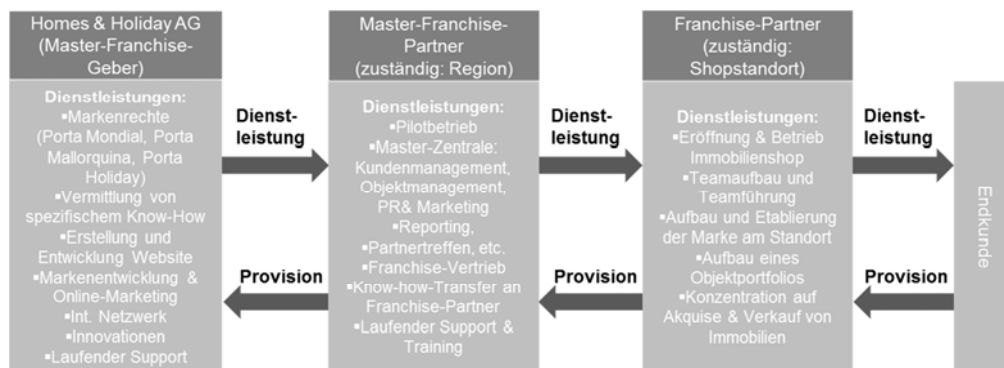 Homes & Holiday AG
(Master-Franchise-
Geber)
Dienstleistungen:
▪Markenrechte
(Porta Mondial, Porta
Mallorquina, Porta
Holiday)
▪Vermittlung von
spezifischem Know-How
▪Erstellung und
Entwicklung Website
▪Markenentwicklung &
Online-Marketing
▪Int. Netzwerk
▪Innovationen
▪Laufender Support
Dienst-
leistung
Provision
Master-Franchise-
Partner
(zuständig: Region)
Dienstleistungen:
▪Pilotbetrieb
▪Master-Zentrale:
Kundenmanagement,
Objektmanagement,
PR& Marketing
▪Reporting,
▪Partnertreffen, etc.
▪Franchise-Vertrieb
▪Know-how-Transfer an
Franchise-Partner
▪Laufender Support &
Training
Dienst-
leistung
Provision
Franchise-Partner
(zuständig:
Shopstandort)
Dienstleistungen:
▪Eröffnung & Betrieb
Immobilienshop
▪Teamaufbau und
Teamführung
▪Aufbau und Etablierung
der Marke am Standort
▪Aufbau eines
Objektportfolios
▪Konzentration auf
Akquise & Verkauf von
Immobilien
Dienst-
leistung
Provision
Endkunde